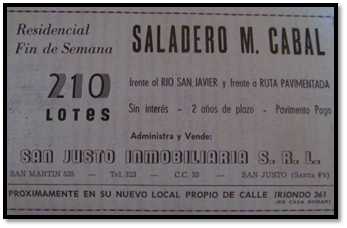 Residencial
Fin de Semana
SALADERO M. CABAL
210
LOTES
frente al RIO SAN JAVIER y frente a RUTA PAVIMENTADA
Sin interés - 2 años de plazo - Pavimento Pago
Administra y Vende:
SAN JUSTO INMOBILIARIA S. R. L.
SAN MARTIN 535 — Tel. 323 — C.C. 53 — SAN JUSTO (SANTA FE)
PROXIMAMENTE EN SU NUEVO LOCAL PROPIO DE CALLE IRIONDO 36